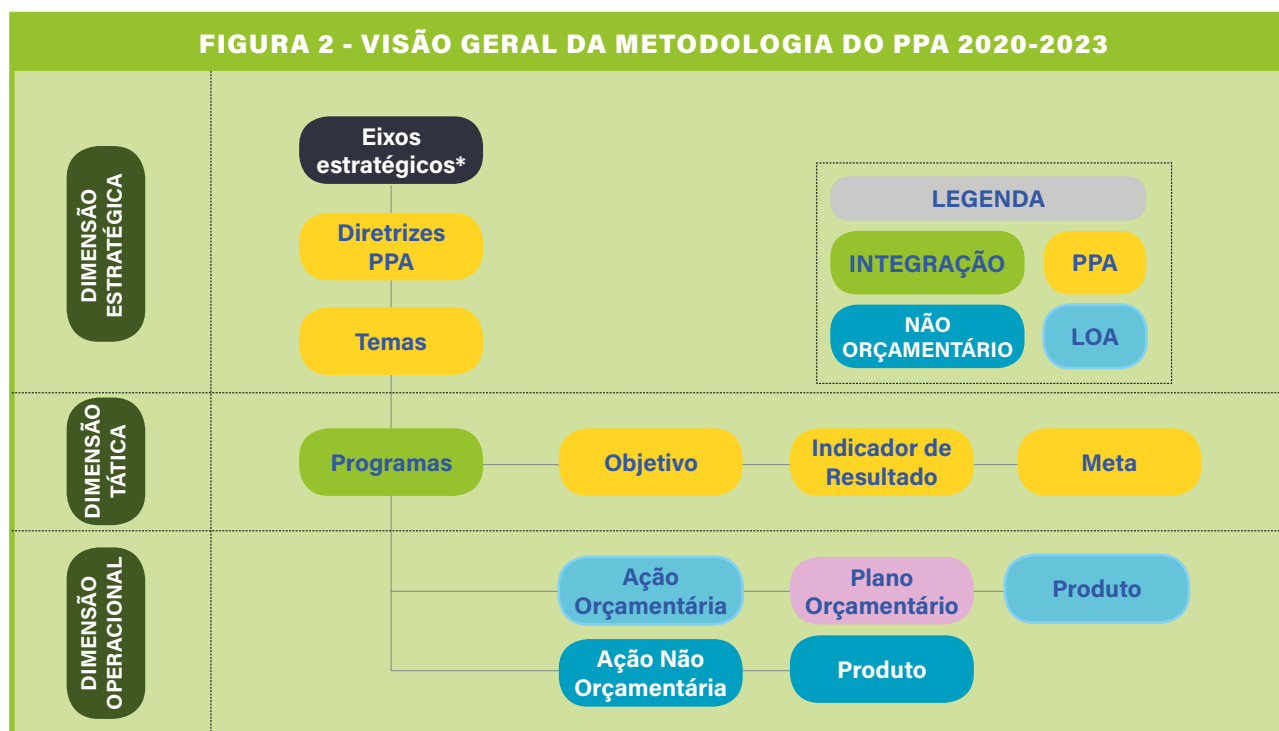 FIGURA 2 - VISÃO GERAL DA METODOLOGIA DO PPA 2020-2023
DIMENSÃO
ESTRATÉGICA
Eixos
estratégicos*
Diretrizes
PPA
Temas
LEGENDA
INTEGRAÇÃO
PPA
NÃO
ORÇAMENTÁRIO
LOA
DIMENSÃO
TÁTICA
Programas
Objetivo
Indicador de
Resultado
Meta
DIMENSÃO
OPERACIONAL
Ação
Orçamentária
Plano
Orçamentário
Produto
Ação Não
Orçamentária
Produto